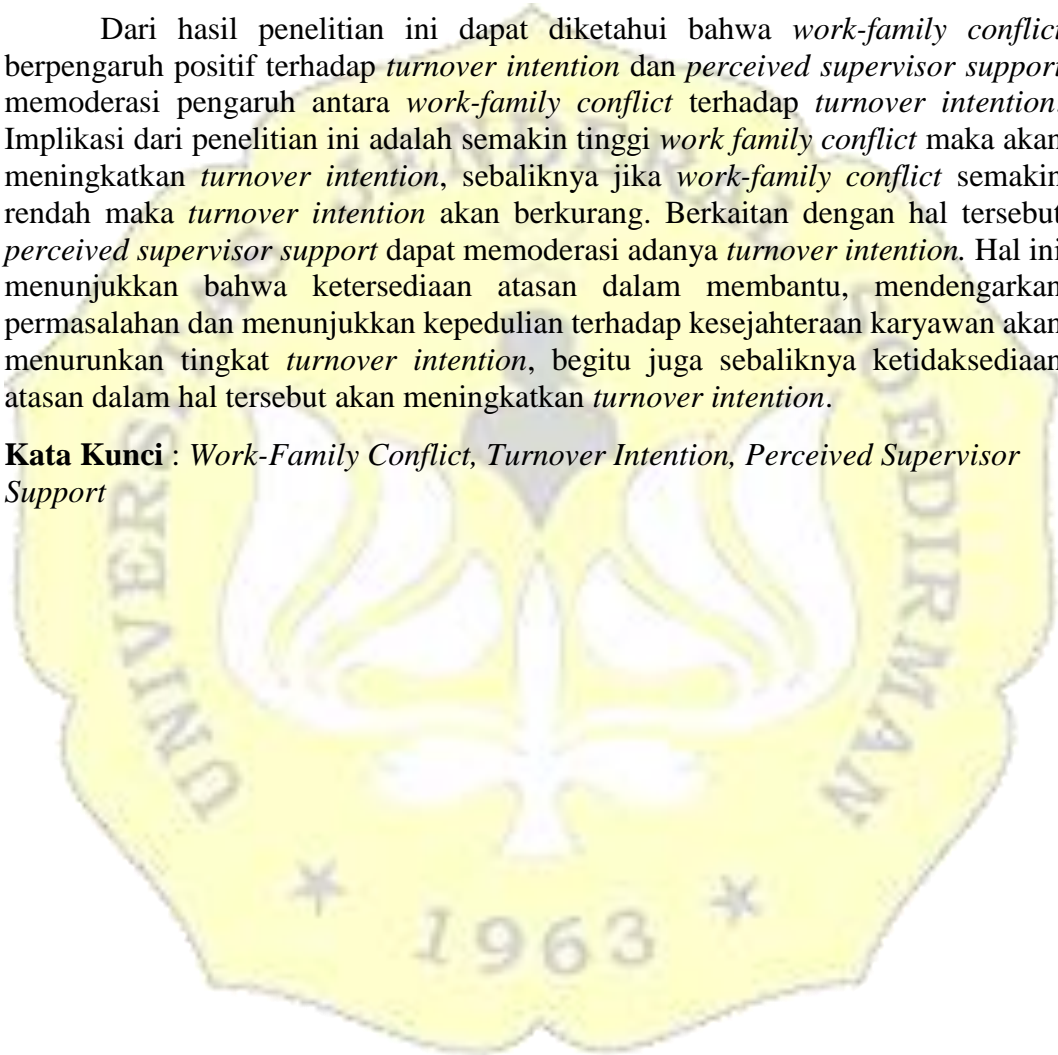 Dari hasil penelitian ini dapat diketahui bahwa work-family conflict
berpengaruh positif terhadap turnover intention dan perceived supervisor support
memoderasi pengaruh antara work-family conflict terhadap turnover intention.
Implikasi dari penelitian ini adalah semakin tinggi work family conflict maka akan
meningkatkan turnover intention, sebaliknya jika work-family conflict semakin
rendah maka turnover intention akan berkurang. Berkaitan dengan hal tersebut
perceived supervisor support dapat memoderasi adanya turnover intention. Hal ini
menunjukkan bahwa ketersediaan atasan dalam membantu, mendengarkan
permasalahan dan menunjukkan kepedulian terhadap kesejahteraan karyawan akan
menurunkan tingkat turnover intention, begitu juga sebaliknya ketidaksediaan
atasan dalam hal tersebut akan meningkatkan turnover intention.
Kata Kunci : Work-Family Conflict, Turnover Intention, Perceived Supervisor
Support
UNIVERSITAS JENDERAL SOEDIRMAN
1963